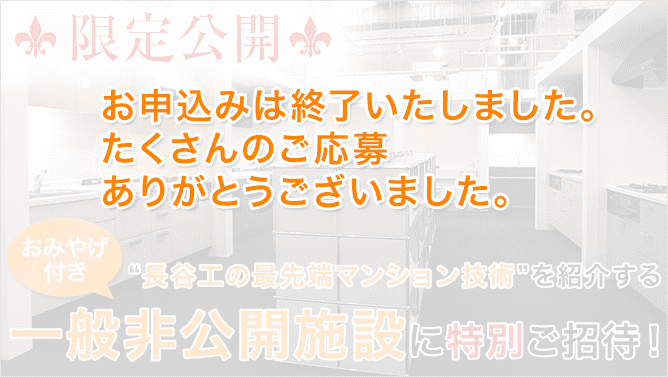 限定公開
お申込みは終了いたしました。
たくさんのご応募
ありがとうございました。
おみやげ
付き
“長谷工の最先端マンション技術”を紹介する
一般非公開施設に特別ご招待！